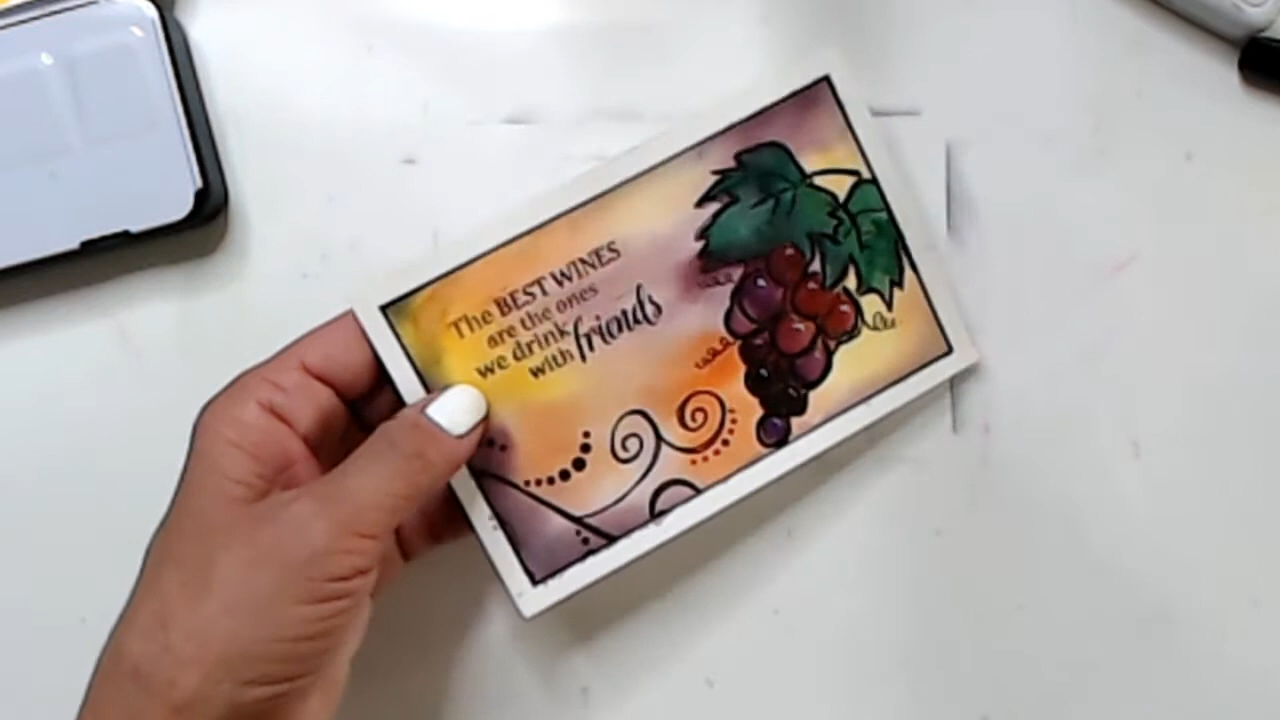 The BEST WINES
are the ones
we drink
with friends